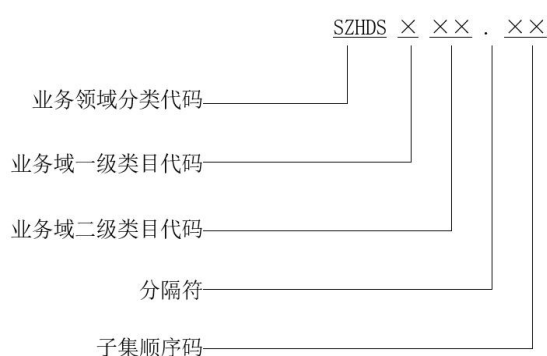 SZHDS × ×× . ××
业务领域分类代码
业务域一级类目代码
业务域二级类目代码
分隔符
子集顺序码